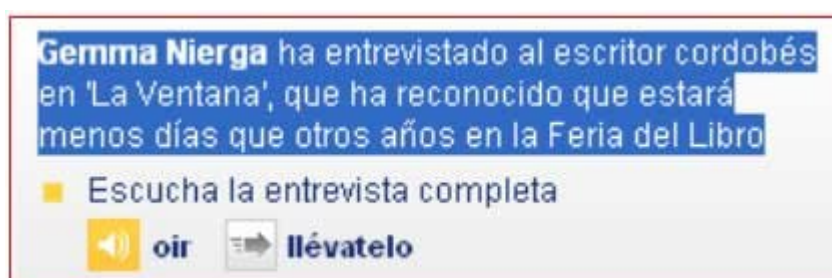 Gemma Nierga ha entrevistado al escritor cordobés
en 'La Ventana', que ha reconocido que estará
menos días que otros años en la Feria del Libro
Escucha la entrevista completa
oir llévatelo